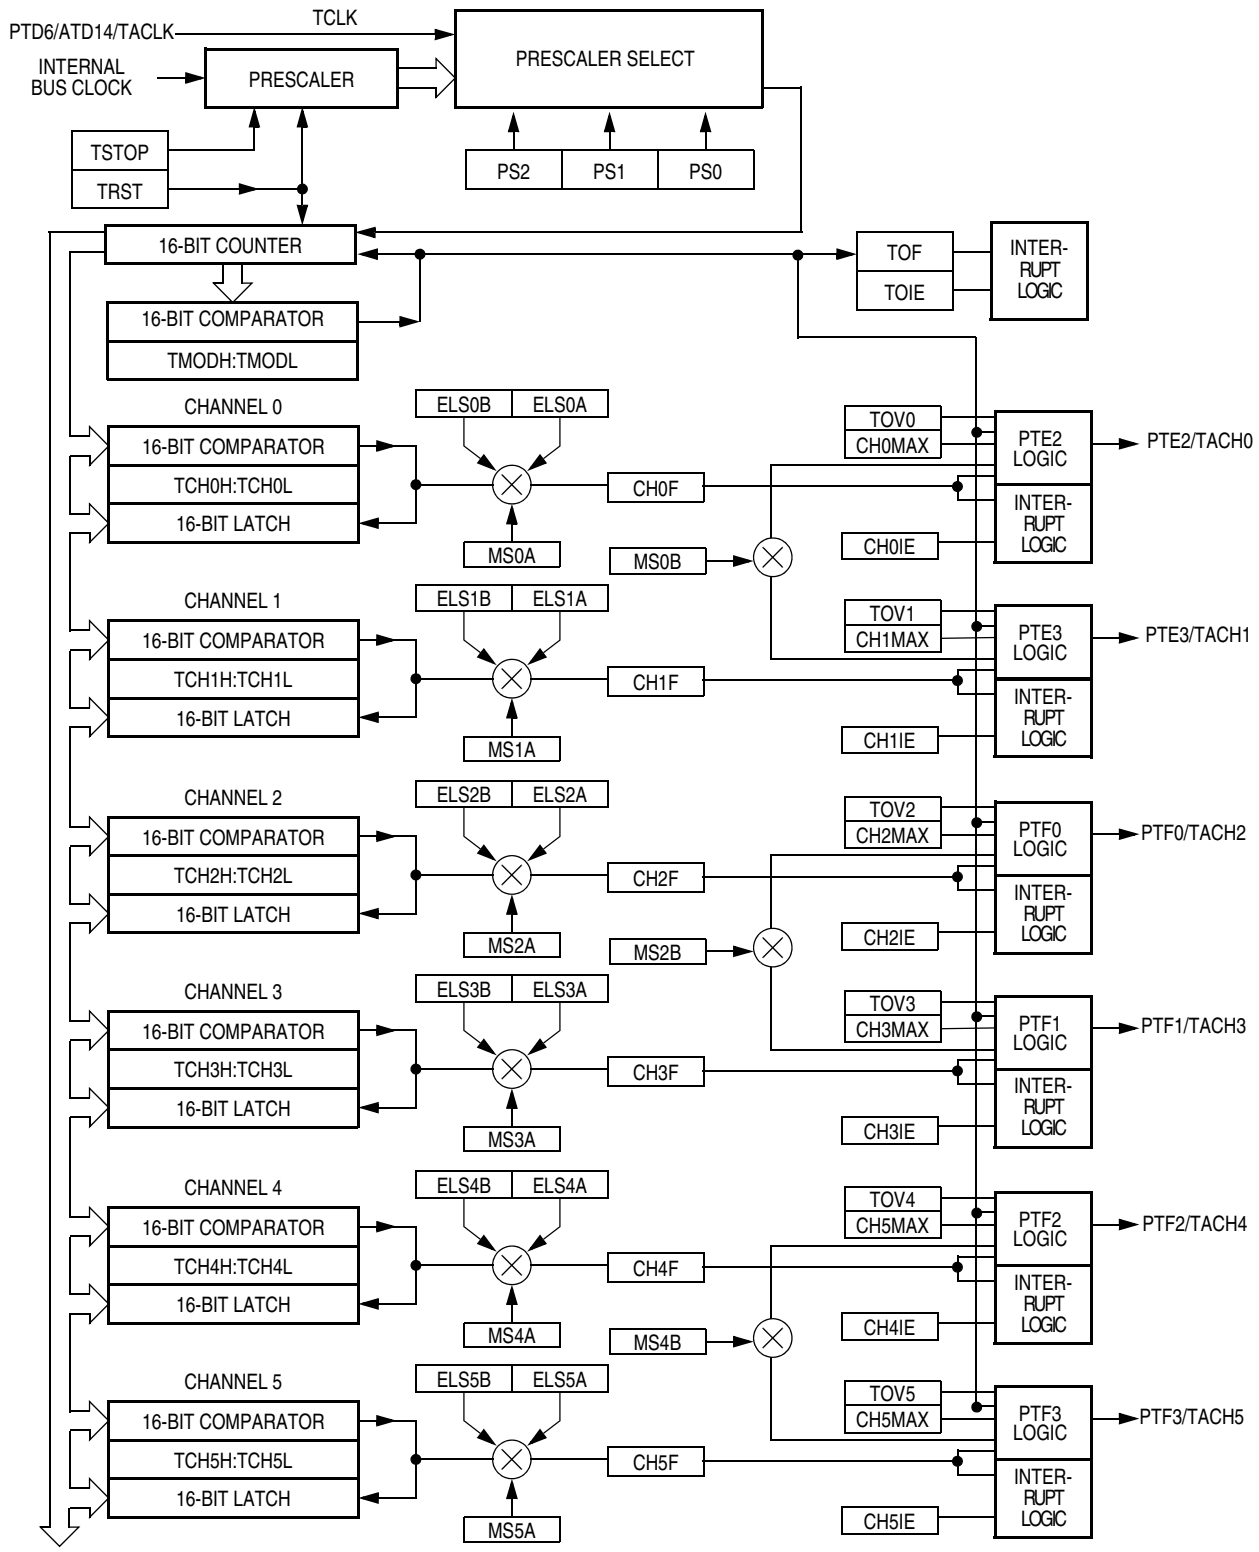 TCLK
PTD6/ATD14/TACLK
PRESCALER SELECT
INTERNAL
BUS CLOCK
PRESCALER
TSTOP
TRST
PS2
PS1
PS0
16-BIT COUNTER
TOF
TOIE
INTER-
RUPT
LOGIC
16-BIT COMPARATOR
TMODH:TMODL
CHANNEL 0
ELS0B
ELS0A
TOV0
CH0MAX
PTE2
LOGIC
PTE2/TACH0
16-BIT COMPARATOR
TCH0H:TCH0L
16-BIT LATCH
CH0F
INTER-
RUPT
LOGIC
MS0A
MS0B
CH0IE
CHANNEL 1
ELS1B
ELS1A
TOV1
CH1MAX
PTE3
LOGIC
PTE3/TACH1
16-BIT COMPARATOR
TCH1H:TCH1L
16-BIT LATCH
CH1F
INTER-
RUPT
LOGIC
MS1A
CH1IE
CHANNEL 2
ELS2B
ELS2A
TOV2
CH2MAX
PTF0
LOGIC
PTF0/TACH2
16-BIT COMPARATOR
TCH2H:TCH2L
16-BIT LATCH
CH2F
INTER-
RUPT
LOGIC
MS2A
MS2B
CH2IE
CHANNEL 3
ELS3B
ELS3A
TOV3
CH3MAX
PTF1
LOGIC
PTF1/TACH3
16-BIT COMPARATOR
TCH3H:TCH3L
16-BIT LATCH
CH3F
INTER-
RUPT
LOGIC
MS3A
CH3IE
CHANNEL 4
ELS4B
ELS4A
TOV4
CH5MAX
PTF2
LOGIC
PTF2/TACH4
16-BIT COMPARATOR
TCH4H:TCH4L
16-BIT LATCH
CH4F
INTER-
RUPT
LOGIC
MS4A
MS4B
CH4IE
CHANNEL 5
ELS5B
ELS5A
TOV5
CH5MAX
PTF3
LOGIC
PTF3/TACH5
16-BIT COMPARATOR
TCH5H:TCH5L
16-BIT LATCH
CH5F
INTER-
RUPT
LOGIC
MS5A
CH5IE